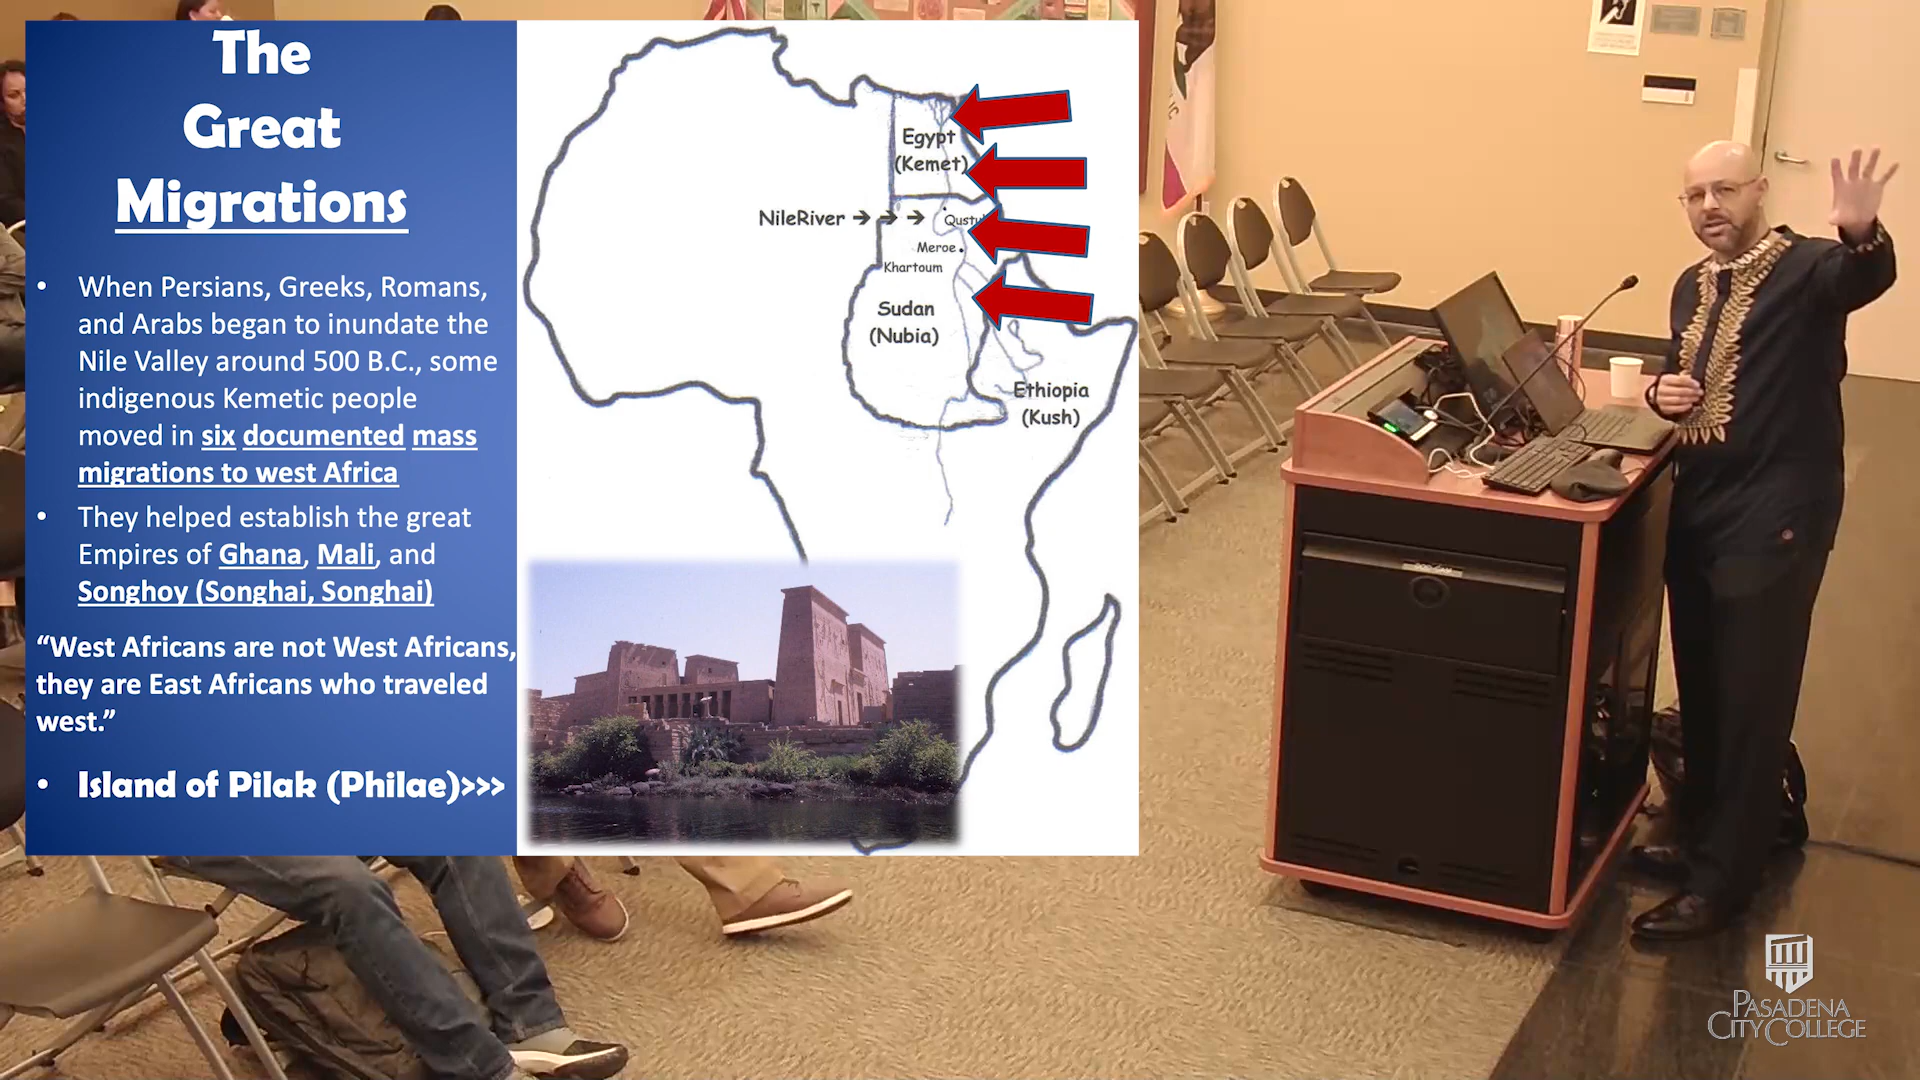 The
Great
Migrations
• When Persians, Greeks, Romans,
and Arabs began to inundate the
Nile Valley around 500 B.C., some
indigenous Kemetic people
moved in six documented mass
migrations to west Africa
• They helped establish the great
Empires of Ghana, Mali, and
Songhoy (Songhai, Songhai)
“West Africans are not West Africans,
they are East Africans who traveled
west.”
• Island of Pilak (Philae)>>>
Egypt
(Kemet)
NileRiver → → →
Meroe
Khartoum
Sudan
(Nubia)
Ethiopia
(Kush)
PASADENA
CITY COLLEGE